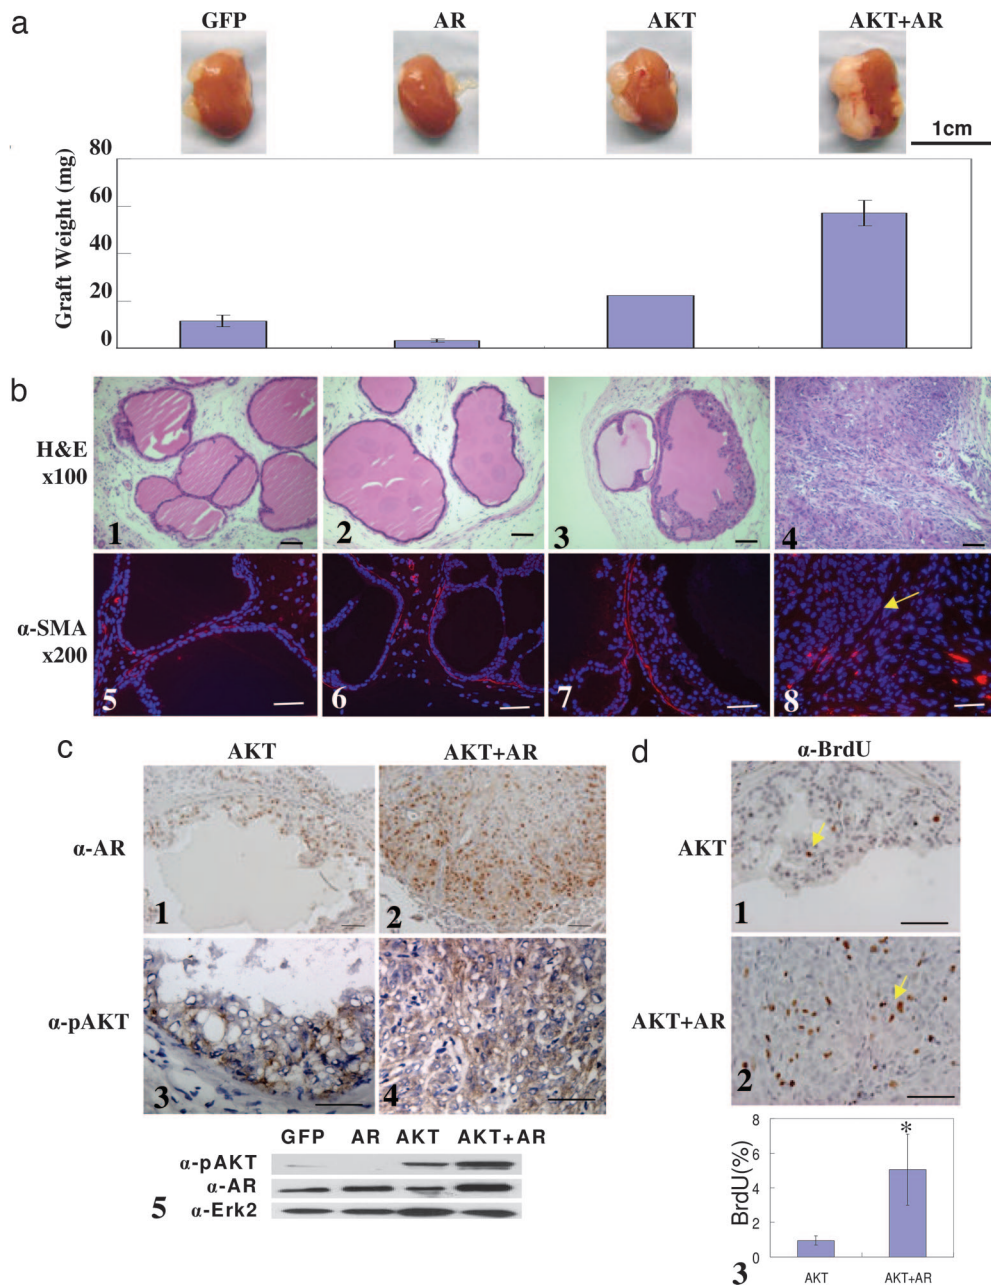 a
GFP AR AKT AKT+AR
1cm
Graft Weight (mg)
80
60
40
20
0
b
H&E
x100
1 2 3 4
α-SMA
x200
5 6 7 8
c
AKT AKT+AR
α-AR
1 2
α-pAKT
3 4
GFP AR AKT AKT+AR
α-pAKT
α-AR
5 α-Erk2
d
α-BrdU
AKT
1
AKT+AR
2
BrdU(%)
8
6
4
2
0
*
AKT AKT+AR
3